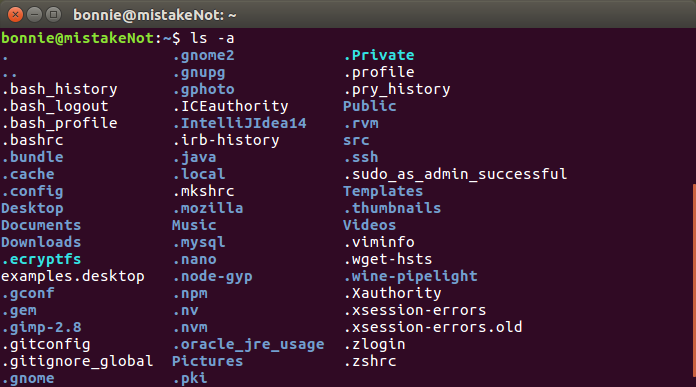 bonnie@mistakeNot: ~
bonnie@mistakeNot:~$ ls -a
. .gnome2 .Private
.. .gnupg .profile
.bash_history .gphoto .pry_history
.bash_logout .ICEauthority Public
.bash_profile .IntelliJIdea14 .rvm
.bashrc .irb-history src
.bundle .java .ssh
.cache .local .sudo_as_admin_successful
.config .mkshrc Templates
Desktop .mozilla .thumbnails
Documents Music Videos
Downloads .mysql .viminfo
.ecryptfs .nano .wget-hsts
examples.desktop .node-gyp .wine-pipelight
.gconf .npm .Xauthority
.gem .nv .xsession-errors
.gimp-2.8 .nvm .xsession-errors.old
.gitconfig .oracle_jre_usage .zlogin
.gitignore_global Pictures .zshrc
.gnome .pki